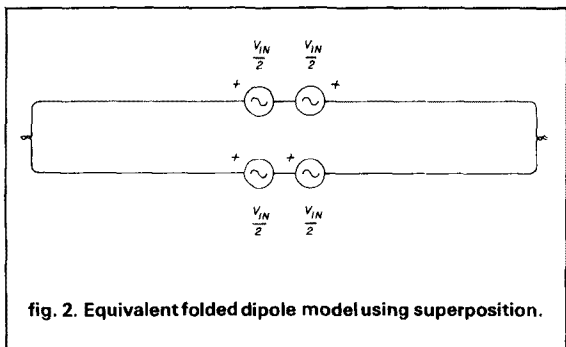 V_IN/2 V_IN/2
+ +
+ +
V_IN/2 V_IN/2
fig. 2. Equivalent folded dipole model using superposition.